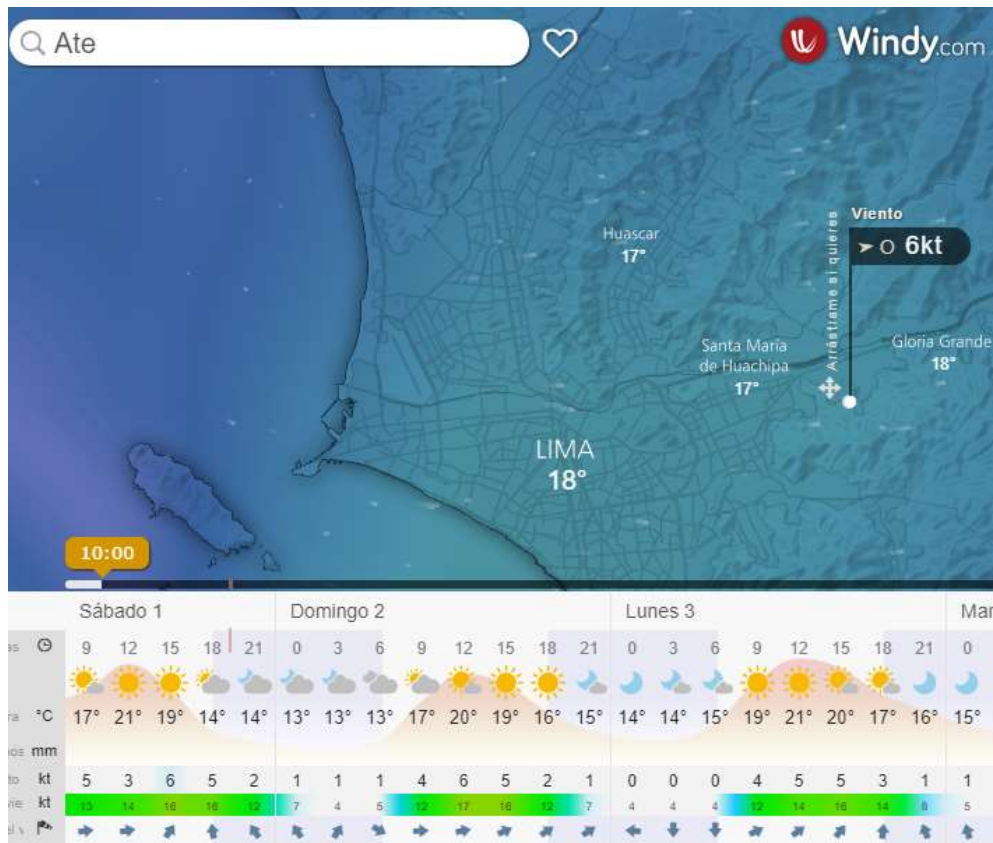 Ate
Windy.com
Viento
O 6kt
Arrástrame si quieres
Huascar
17°
Santa María
de Huachipa
17°
Gloria Grande
18°
LIMA
18°
10:00
Sábado 1 Domingo 2 Lunes 3 Mar
9 12 15 18 21 0 3 6 9 12 15 18 21 0 3 6 9 12 15 18 21 0
°C 17° 21° 19° 14° 14° 13° 13° 13° 17° 20° 19° 16° 15° 14° 14° 15° 19° 21° 20° 17° 16° 15°
mm
kt 5 3 6 5 2 1 1 1 4 6 5 2 1 0 0 0 4 5 5 3 1 1
kt 13 14 16 16 12 7 4 5 12 17 16 12 7 4 4 4 12 14 16 14 8 5